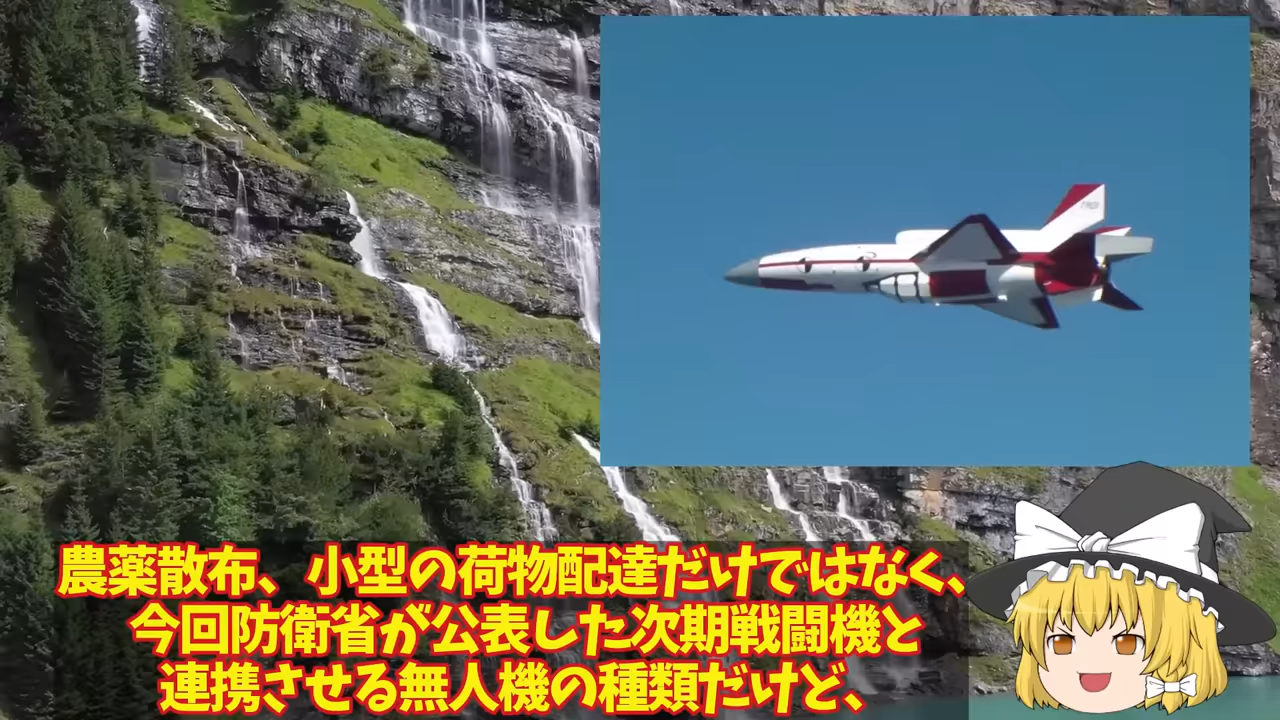 農薬散布、小型の荷物配達だけではなく、
今回防衛省が公表した次期戦闘機と
連携させる無人機の種類だけど、